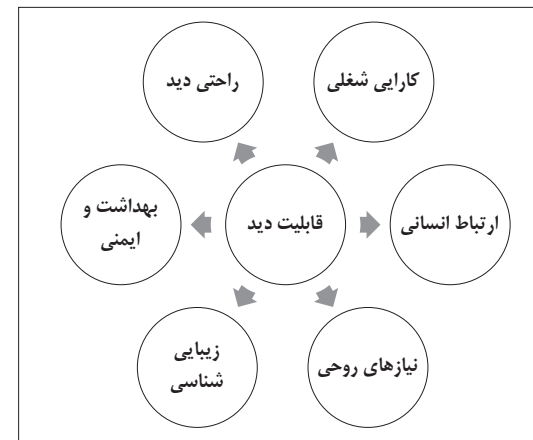 کارایی شغلی
راحتی دید
ارتباط انسانی
قابلیت دید
بهداشت و
ایمنی
نیازهای روحی
زیبایی
شناسی